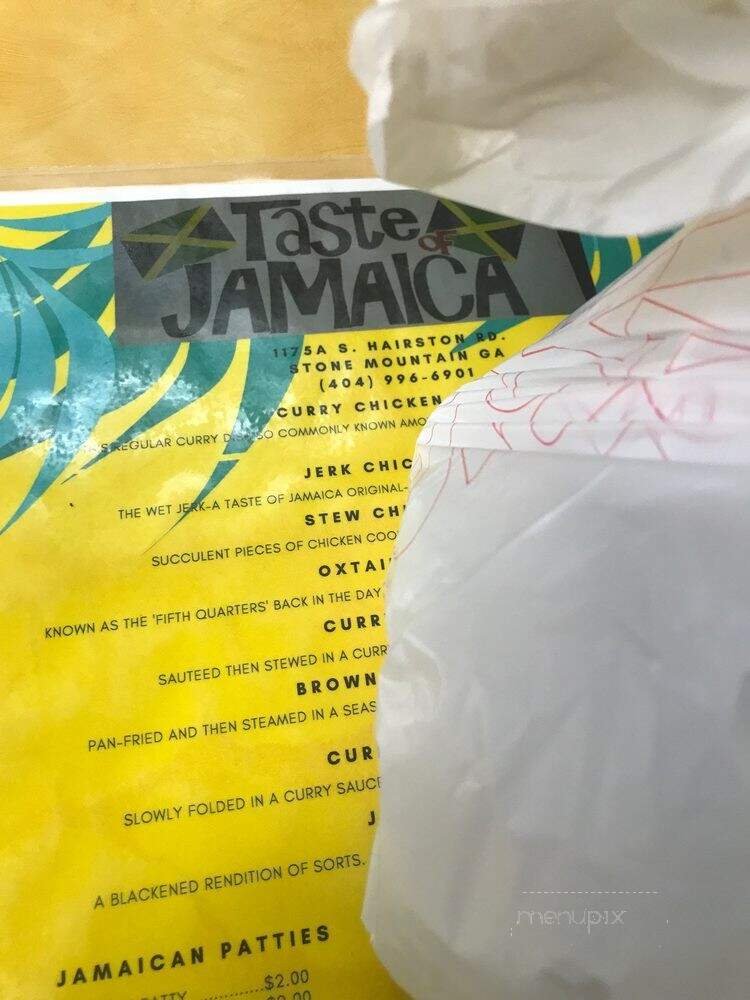 Taste
OF
JAMAICA
1175A S. HAIRSTON RD.
STONE MOUNTAIN GA
(404) 996-6901
CURRY CHICKEN
REGULAR CURRY SO COMMONLY KNOWN AMO
JERK CHIC
THE WET JERK-A TASTE OF JAMAICA ORIGINAL-
STEW CH
SUCCULENT PIECES OF CHICKEN COO
OXTAI
KNOWN AS THE 'FIFTH QUARTERS' BACK IN THE DAY
CURR
SAUTEED THEN STEWED IN A CURR
BROWN
PAN-FRIED AND THEN STEAMED IN A SEAS
CUR
SLOWLY FOLDED IN A CURRY SAUCE
J
A BLACKENED RENDITION OF SORTS.
JAMAICAN PATTIES
PATTY .............$2.00
menupix